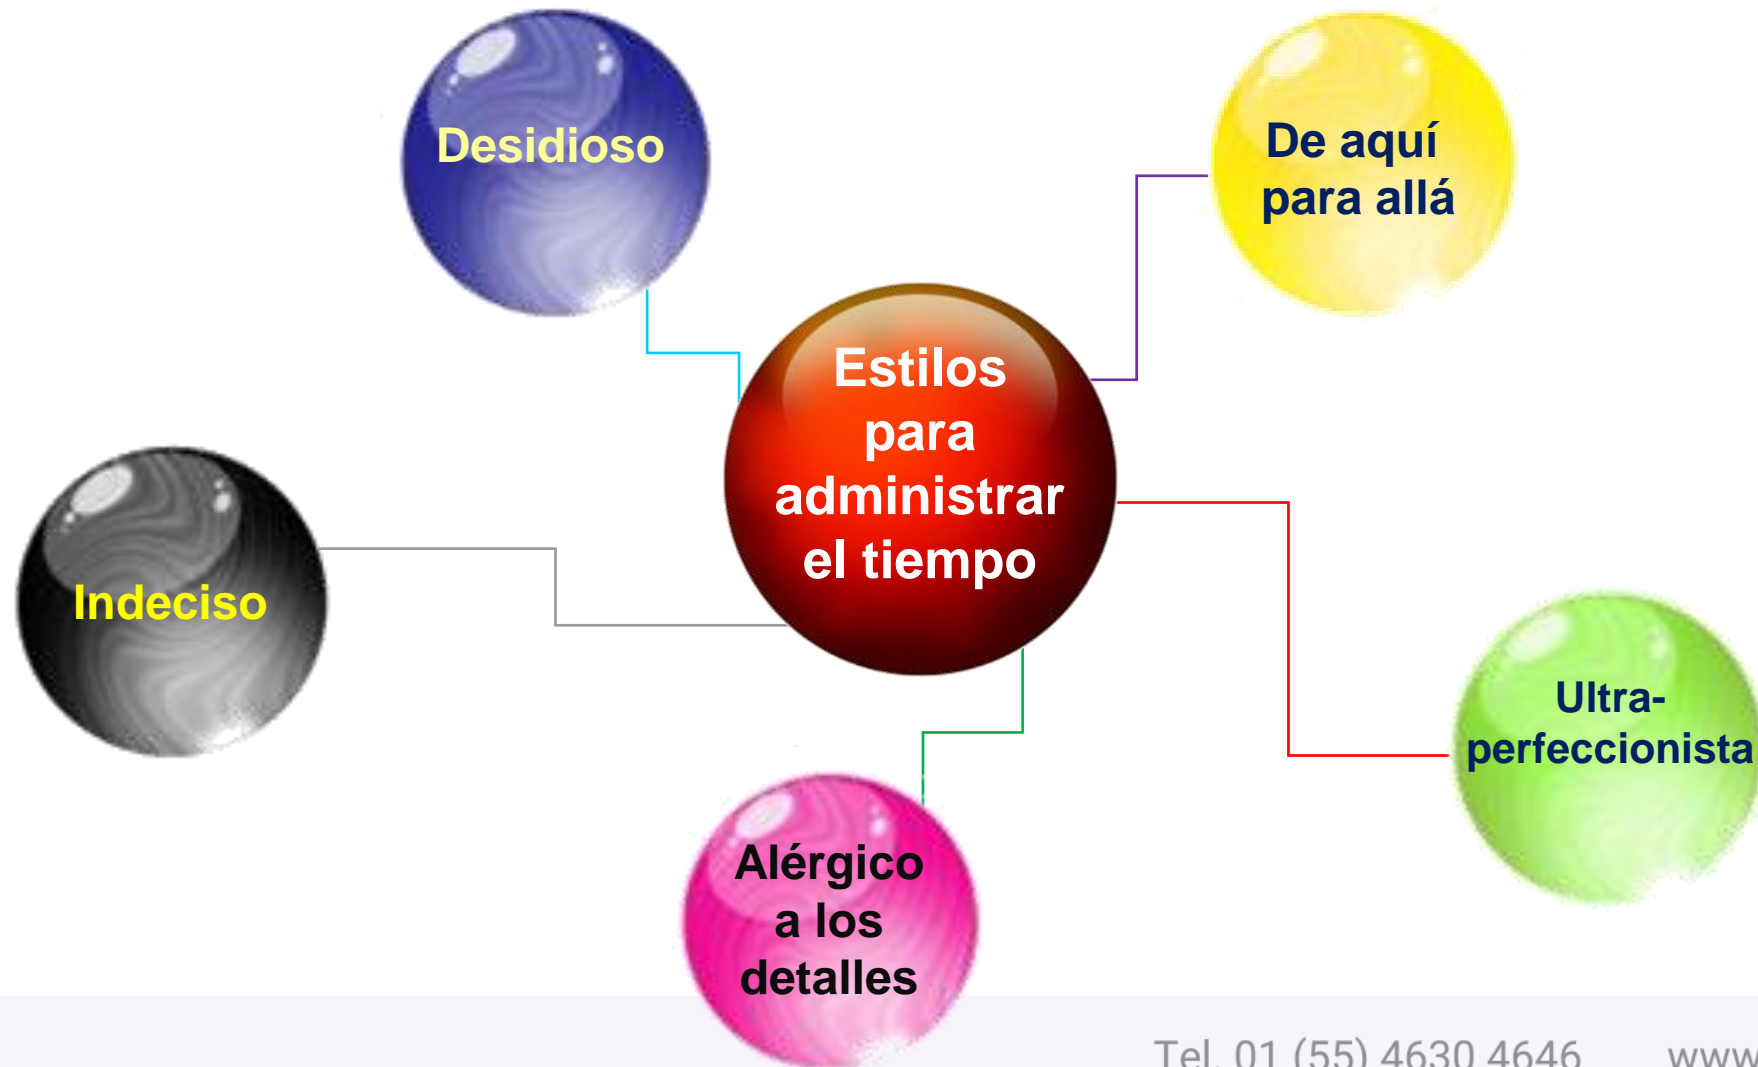 Desidioso
De aquí
para allá
Estilos
para
administrar
el tiempo
Indeciso
Ultra-
perfeccionista
Alérgico
a los
detalles
Tel. 01 (55) 4630 4646 www